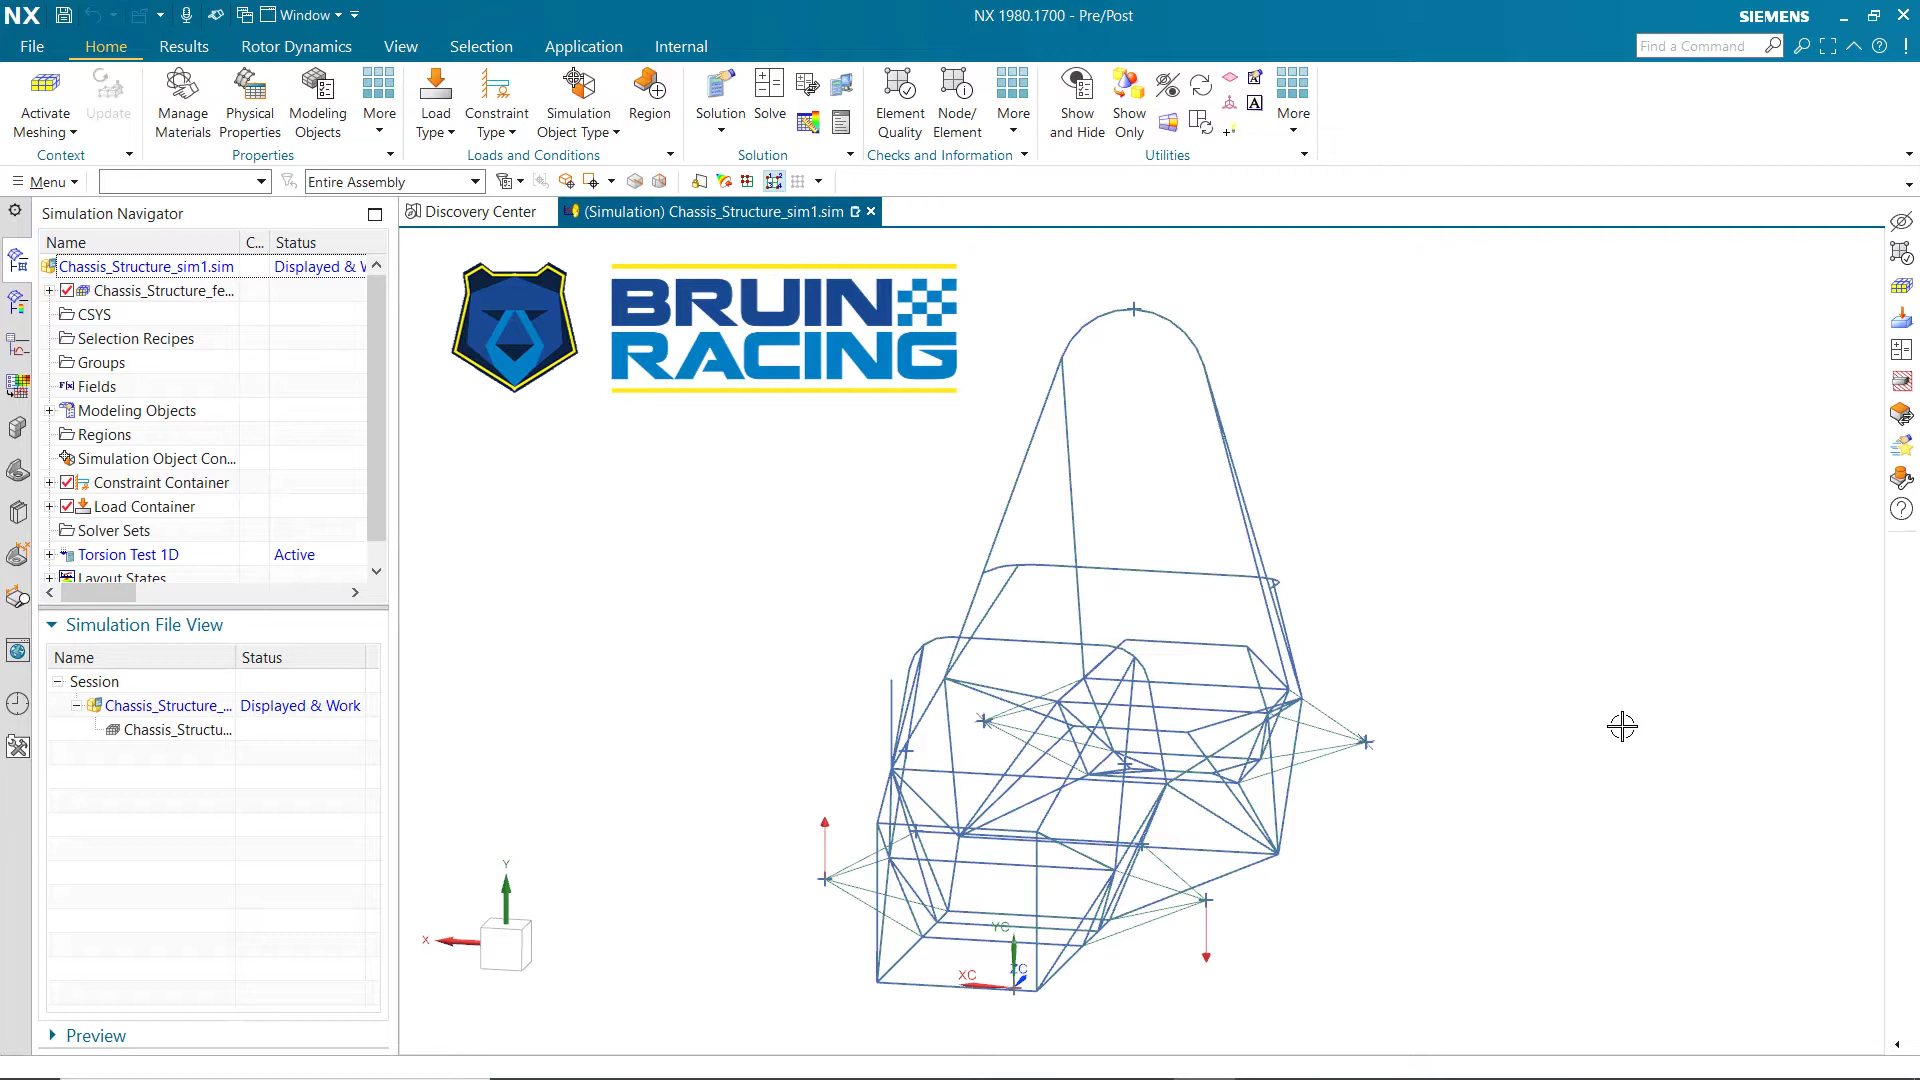 NX
Window
NX 1980.1700 - Pre/Post
SIEMENS
File
Home
Results
Rotor Dynamics
View
Selection
Application
Internal
Find a Command
Activate
Meshing
Update
Context
Manage
Materials
Physical
Properties
Modeling
Objects
More
Properties
Load
Type
Constraint
Type
Simulation
Object Type
Region
Loads and Conditions
Solution
Solve
Solution
Element
Quality
Node/
Element
More
Checks and Information
Show
and Hide
Show
Only
More
Utilities
Menu
Entire Assembly
Simulation Navigator
Discovery Center
(Simulation) Chassis_Structure_sim1.sim
Name
C...
Status
Chassis_Structure_sim1.sim
Displayed & W
Chassis_Structure_fe...
CSYS
Selection Recipes
Groups
Fields
Modeling Objects
Regions
Simulation Object Con...
Constraint Container
Load Container
Solver Sets
Torsion Test 1D
Active
Layout States
Simulation File View
Name
Status
Session
Chassis_Structure_...
Displayed & Work
Chassis_Structu...
Preview
BRUIN
RACING
Y
X
YC
XC
ZC